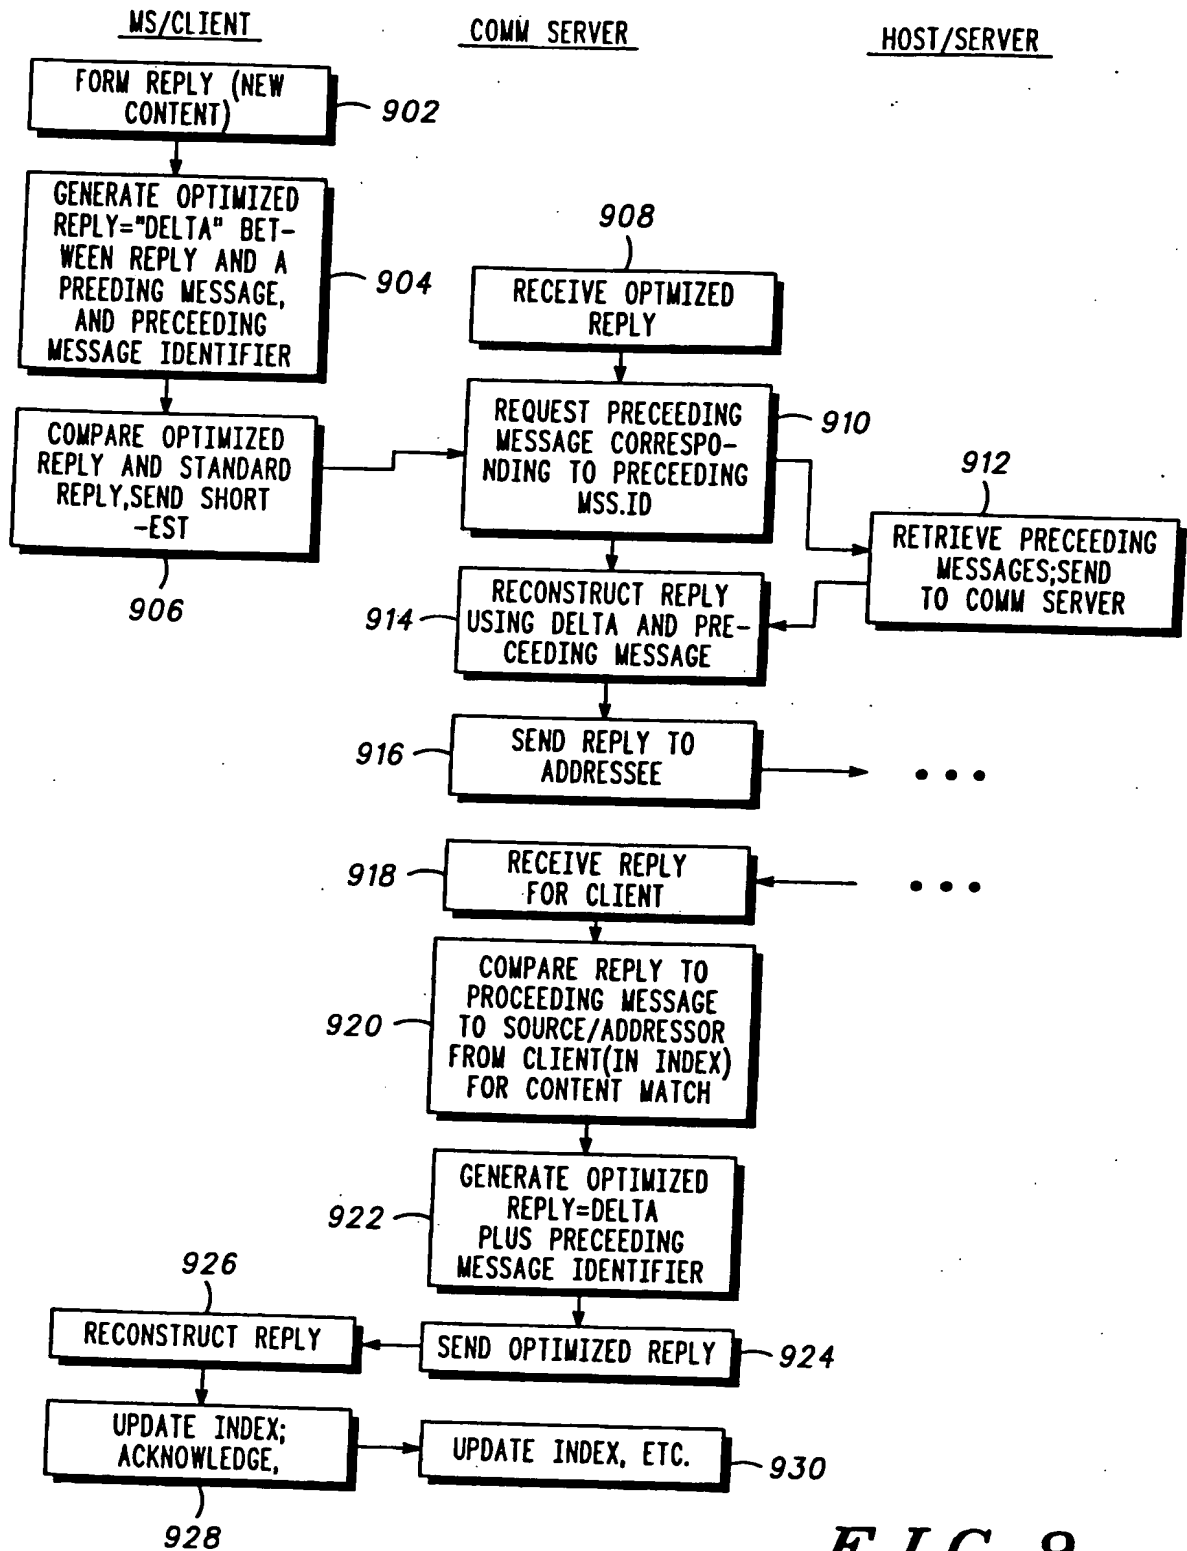 MS/CLIENT
COMM SERVER
HOST/SERVER
FORM REPLY (NEW
CONTENT)
902
GENERATE OPTIMIZED
REPLY="DELTA" BET-
WEEN REPLY AND A
PREEDING MESSAGE,
AND PRECEEDING
MESSAGE IDENTIFIER
904
908
RECEIVE OPTMIZED
REPLY
COMPARE OPTIMIZED
REPLY AND STANDARD
REPLY,SEND SHORT
-EST
906
REQUEST PRECEEDING
MESSAGE CORRESPO-
NDING TO PRECEEDING
MSS.ID
910
912
RETRIEVE PRECEEDING
MESSAGES;SEND
TO COMM SERVER
914
RECONSTRUCT REPLY
USING DELTA AND PRE-
CEEDING MESSAGE
916
SEND REPLY TO
ADDRESSEE
• • •
918
RECEIVE REPLY
FOR CLIENT
• • •
920
COMPARE REPLY TO
PROCEEDING MESSAGE
TO SOURCE/ADDRESSOR
FROM CLIENT(IN INDEX)
FOR CONTENT MATCH
922
GENERATE OPTIMIZED
REPLY=DELTA
PLUS PRECEEDING
MESSAGE IDENTIFIER
926
RECONSTRUCT REPLY
SEND OPTIMIZED REPLY
924
UPDATE INDEX;
ACKNOWLEDGE,
928
UPDATE INDEX, ETC.
930
FIG. 9